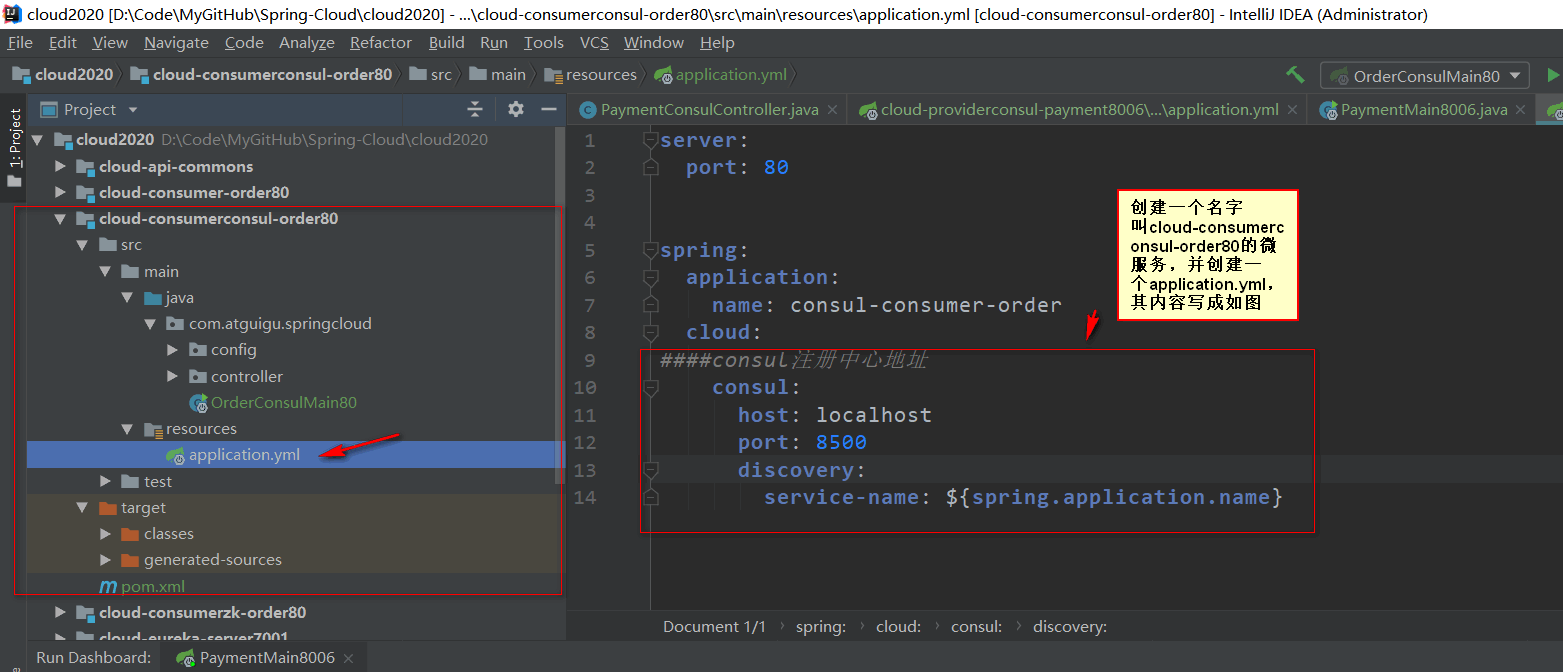 cloud2020 [D:\Code\MyGitHub\Spring-Cloud\cloud2020] - ...\cloud-consumerconsul-order80\src\main\resources\application.yml [cloud-consumerconsul-order80] - IntelliJ IDEA (Administrator)
File Edit View Navigate Code Analyze Refactor Build Run Tools VCS Window Help
cloud2020 cloud-consumerconsul-order80 src main resources application.yml OrderConsulMain80
1: Project
Project
PaymentConsulController.java cloud-providerconsul-payment8006\...\application.yml PaymentMain8006.java
cloud2020 D:\Code\MyGitHub\Spring-Cloud\cloud2020
cloud-api-commons
cloud-consumer-order80
cloud-consumerconsul-order80
src
main
java
com.atguigu.springcloud
config
controller
OrderConsulMain80
resources
application.yml
test
target
classes
generated-sources
pom.xml
cloud-consumerzk-order80
cloud-eureka-server7001
1 server:
2 port: 80
3
4
5 spring:
6 application:
7 name: consul-consumer-order
8 cloud:
9 ####consul注册中心地址
10 consul:
11 host: localhost
12 port: 8500
13 discovery:
14 service-name: ${spring.application.name}
创建一个名字
叫cloud-consumerc
onsul-order80的微
服务，并创建一
个application.yml，
其内容写成如图
Document 1/1 spring: cloud: consul: discovery:
Run Dashboard: PaymentMain8006